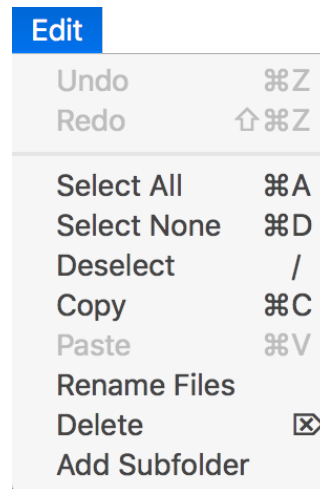 Edit
Undo ⌘Z
Redo ⇧⌘Z
Select All ⌘A
Select None ⌘D
Deselect /
Copy ⌘C
Paste ⌘V
Rename Files
Delete ⌦
Add Subfolder